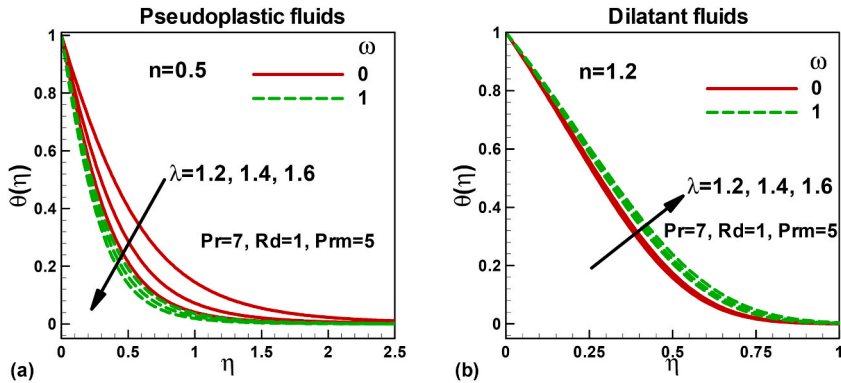 Pseudoplastic fluids
1
0.8
0.6
0.4
0.2
0
θ(η)
n=0.5
ω
0
1
λ=1.2, 1.4, 1.6
Pr=7, Rd=1, Prm=5
0 0.5 1 1.5 2 2.5
η
(a)
Dilatant fluids
1
0.8
0.6
0.4
0.2
0
θ(η)
n=1.2
ω
0
1
λ=1.2, 1.4, 1.6
Pr=7, Rd=1, Prm=5
0 0.25 0.5 0.75 1
η
(b)